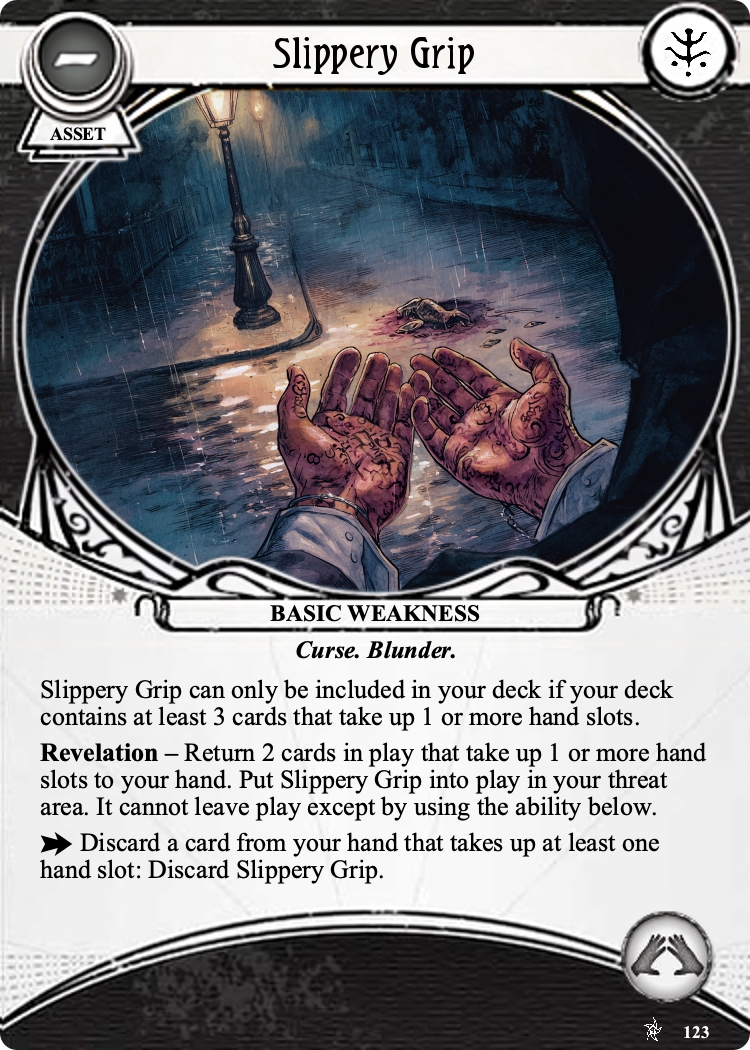 –
Slippery Grip
ASSET
BASIC WEAKNESS
Curse. Blunder.
Slippery Grip can only be included in your deck if your deck
contains at least 3 cards that take up 1 or more hand slots.
Revelation – Return 2 cards in play that take up 1 or more hand
slots to your hand. Put Slippery Grip into play in your threat
area. It cannot leave play except by using the ability below.
Discard a card from your hand that takes up at least one
hand slot: Discard Slippery Grip.
123